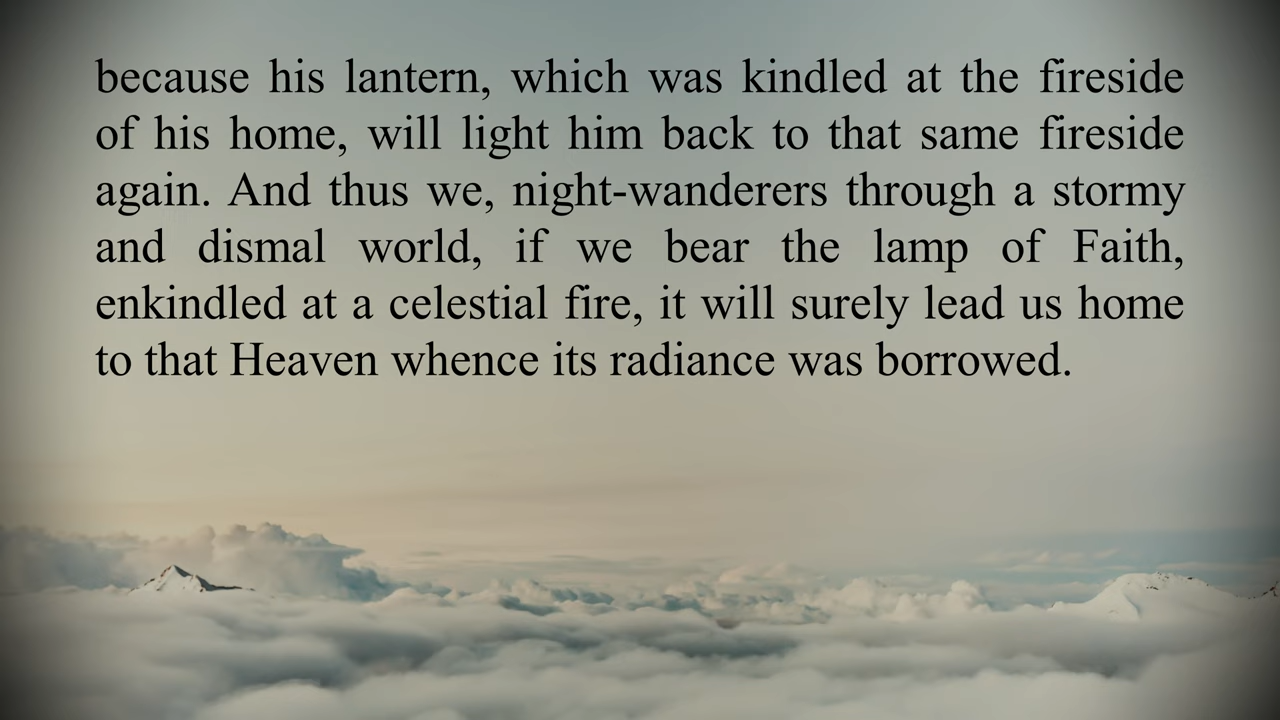 because his lantern, which was kindled at the fireside
of his home, will light him back to that same fireside
again. And thus we, night-wanderers through a stormy
and dismal world, if we bear the lamp of Faith,
enkindled at a celestial fire, it will surely lead us home
to that Heaven whence its radiance was borrowed.